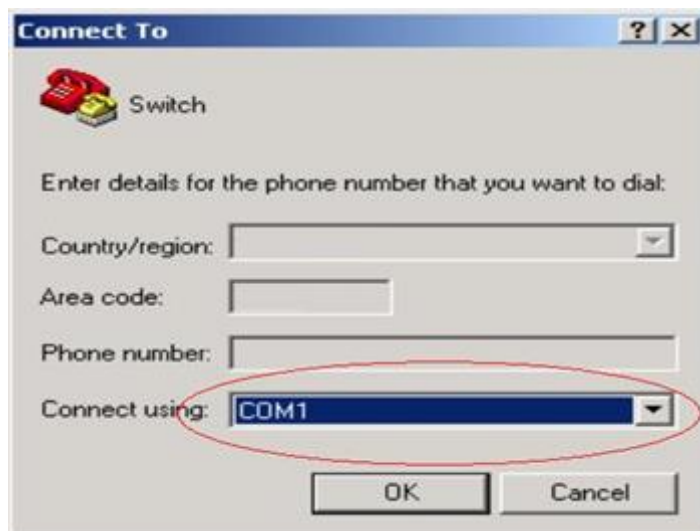 Connect To
Switch
Enter details for the phone number that you want to dial:
Country/region:
Area code:
Phone number:
Connect using: COM1
OK Cancel